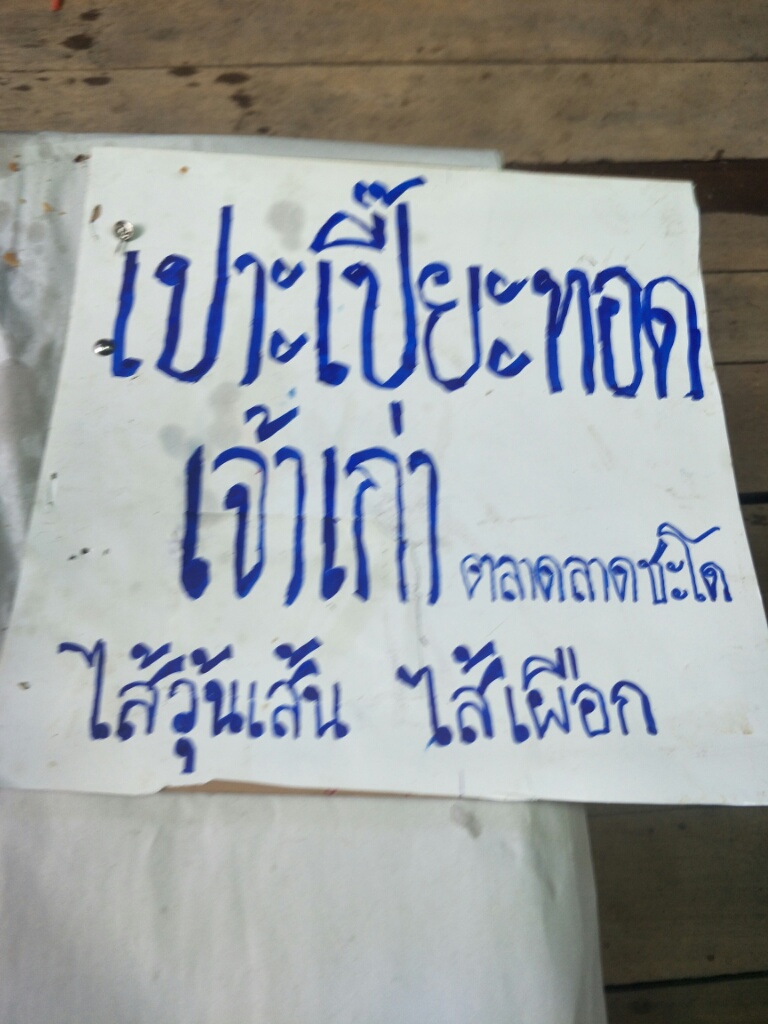 เปาะเปี๊ยะทอด
เจ้าเก่า ตลาดลาดชะโด
ไส้วุ้นเส้น ไส้เผือก